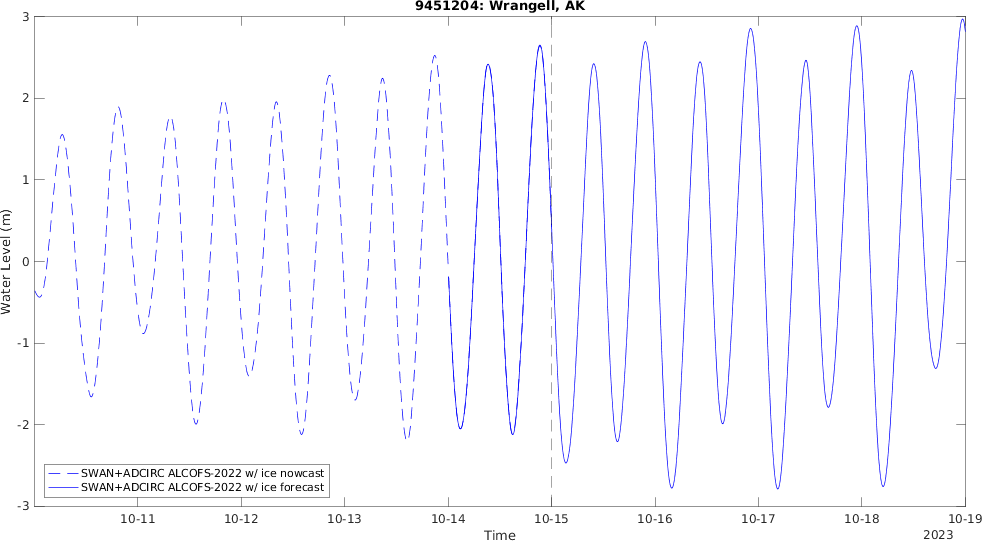 9451204: Wrangell, AK
Water Level (m)
3
2
1
0
-1
-2
-3
SWAN+ADCIRC ALCOFS-2022 w/ ice nowcast
SWAN+ADCIRC ALCOFS-2022 w/ ice forecast
10-11 10-12 10-13 10-14 10-15 10-16 10-17 10-18 10-19
Time
2023